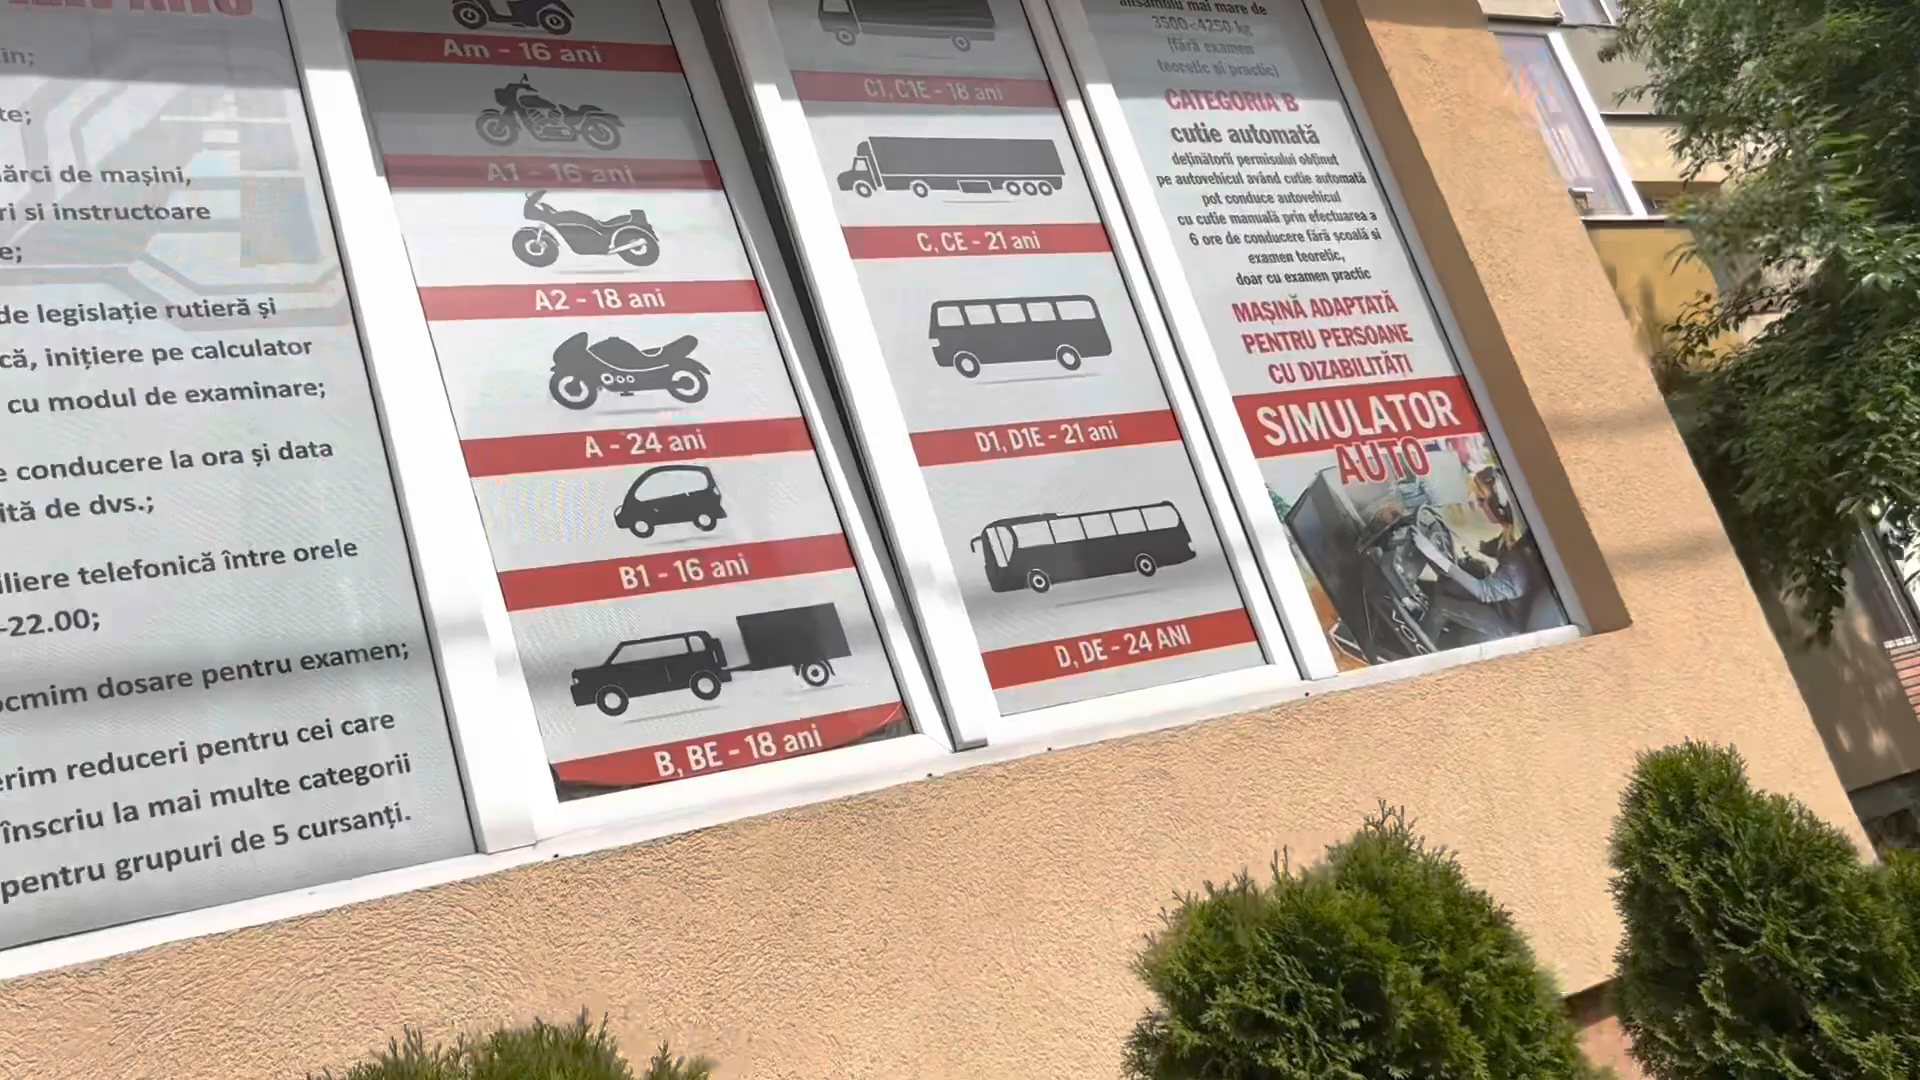 in;
te;
ărci de mașini,
ri si instructoare
e;
de legislație rutieră și
că, inițiere pe calculator
cu modul de examinare;
e conducere la ora și data
ită de dvs.;
iliere telefonică între orele
-22.00;
ocmim dosare pentru examen;
erim reduceri pentru cei care
înscriu la mai multe categorii
pentru grupuri de 5 cursanți.
Am - 16 ani
A1 - 16 ani
A2 - 18 ani
A - 24 ani
B1 - 16 ani
B, BE - 18 ani
C1, C1E - 18 ani
C, CE - 21 ani
D1, D1E - 21 ani
D, DE - 24 ANI
ansamblu mai mare de
3500<4250 kg
(fără examen
teoretic si practic)
CATEGORIA B
cutie automată
deținătorii permisului obținut
pe autovehicul având cutie automată
pot conduce autovehicul
cu cutie manuală prin efectuarea a
6 ore de conducere fără școală si
examen teoretic,
doar cu examen practic
MAȘINĂ ADAPTATĂ
PENTRU PERSOANE
CU DIZABILITĂȚI
SIMULATOR
AUTO